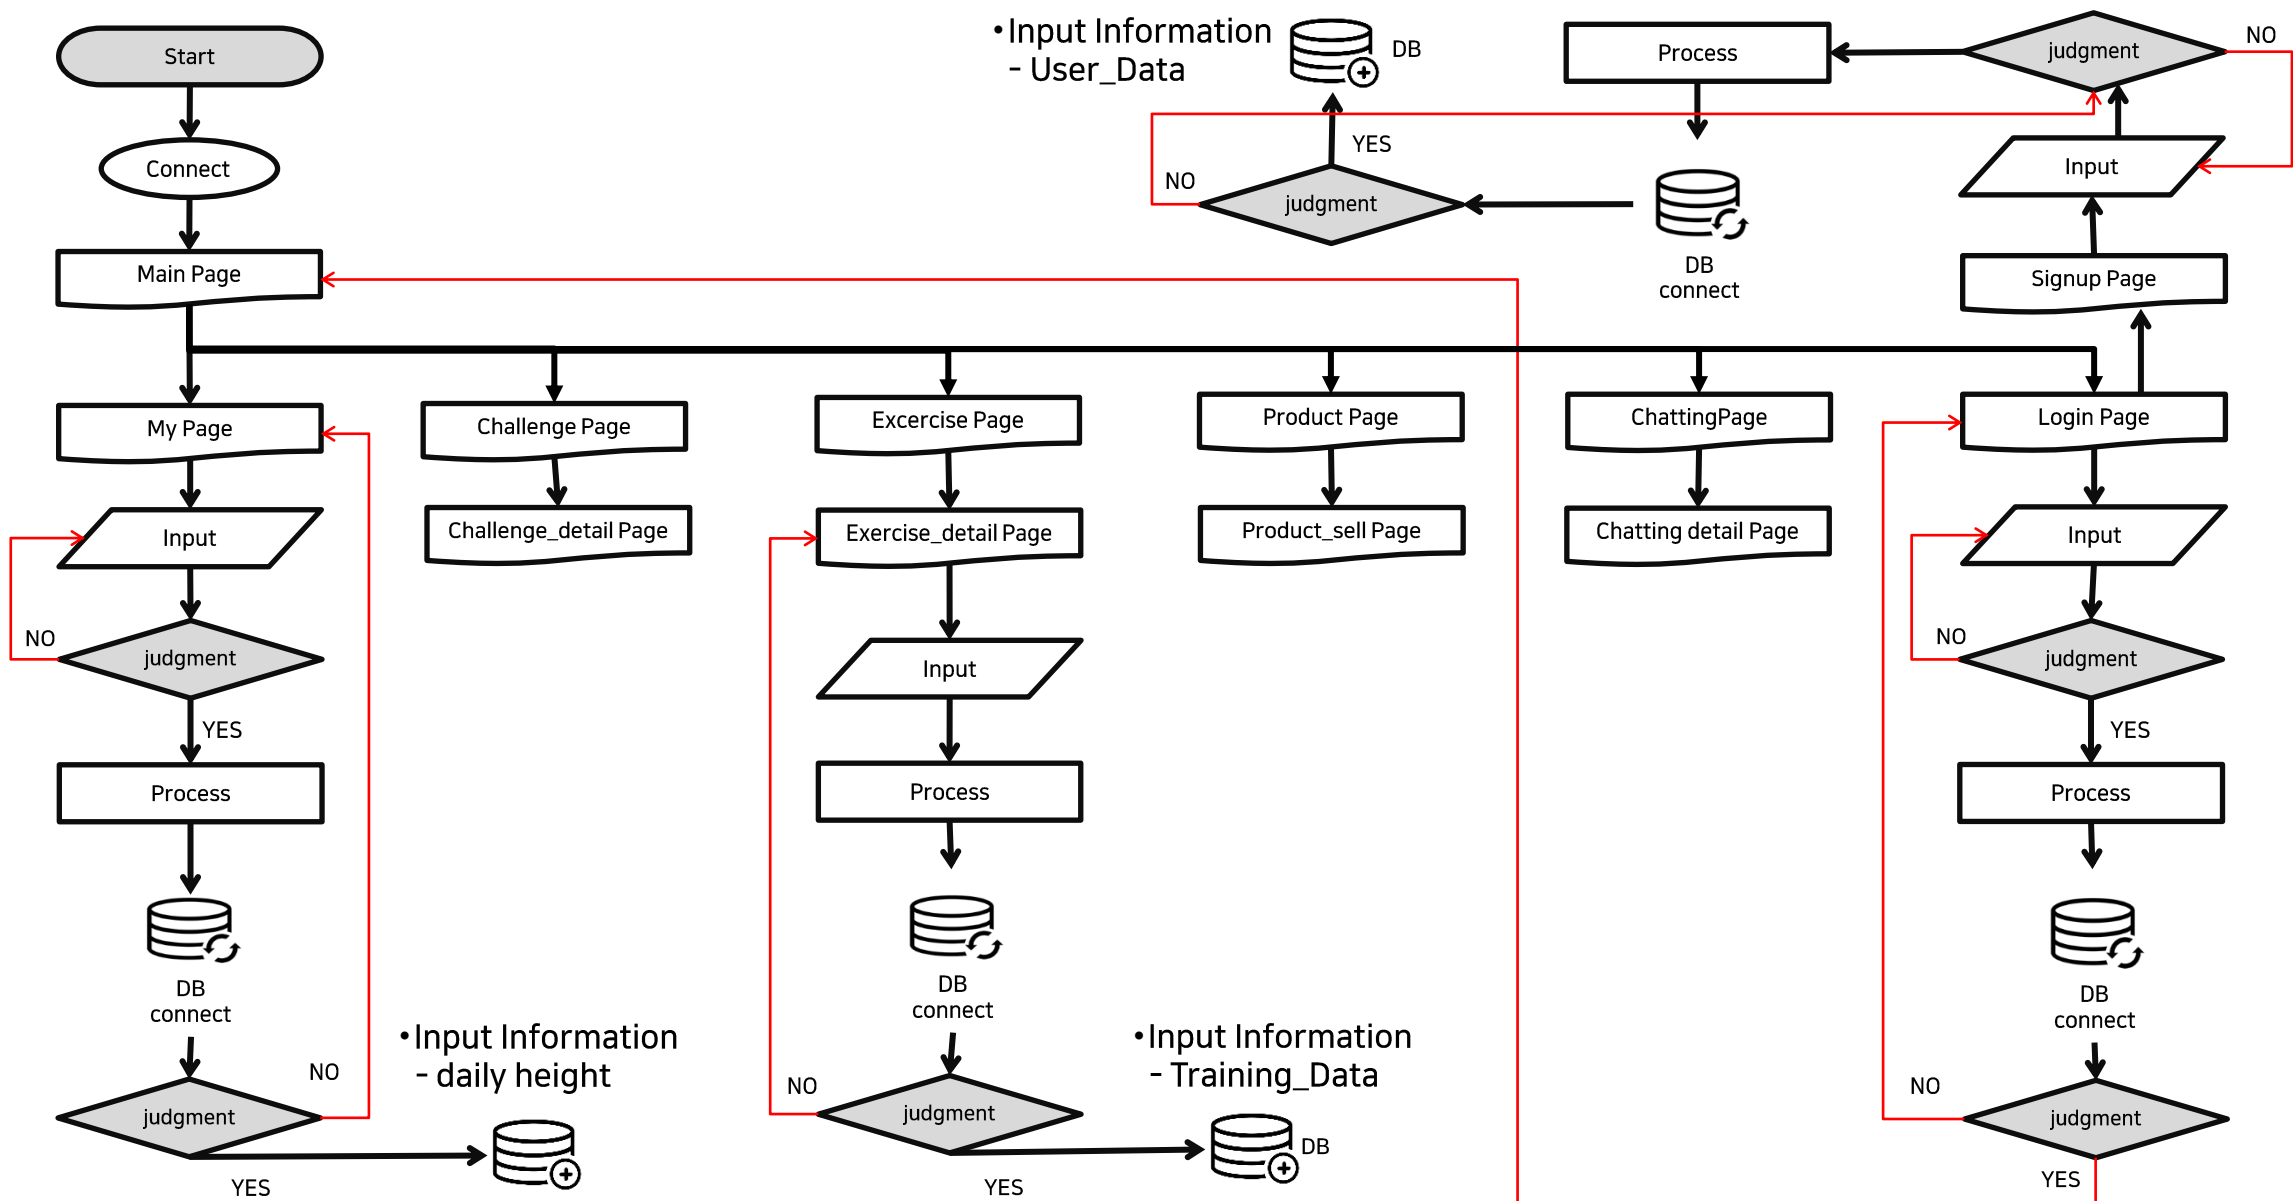 Start
• Input Information
- User_Data
DB
Process
judgment
NO
Connect
YES
NO
judgment
Input
DB
connect
Main Page
Signup Page
My Page
Challenge Page
Excercise Page
Product Page
ChattingPage
Login Page
Input
Challenge_detail Page
Exercise_detail Page
Product_sell Page
Chatting detail Page
Input
NO
judgment
Input
NO
judgment
YES
YES
Process
Process
Process
DB
connect
DB
connect
DB
connect
• Input Information
- daily height
• Input Information
- Training_Data
NO
judgment
NO
judgment
NO
judgment
DB
YES
YES
YES